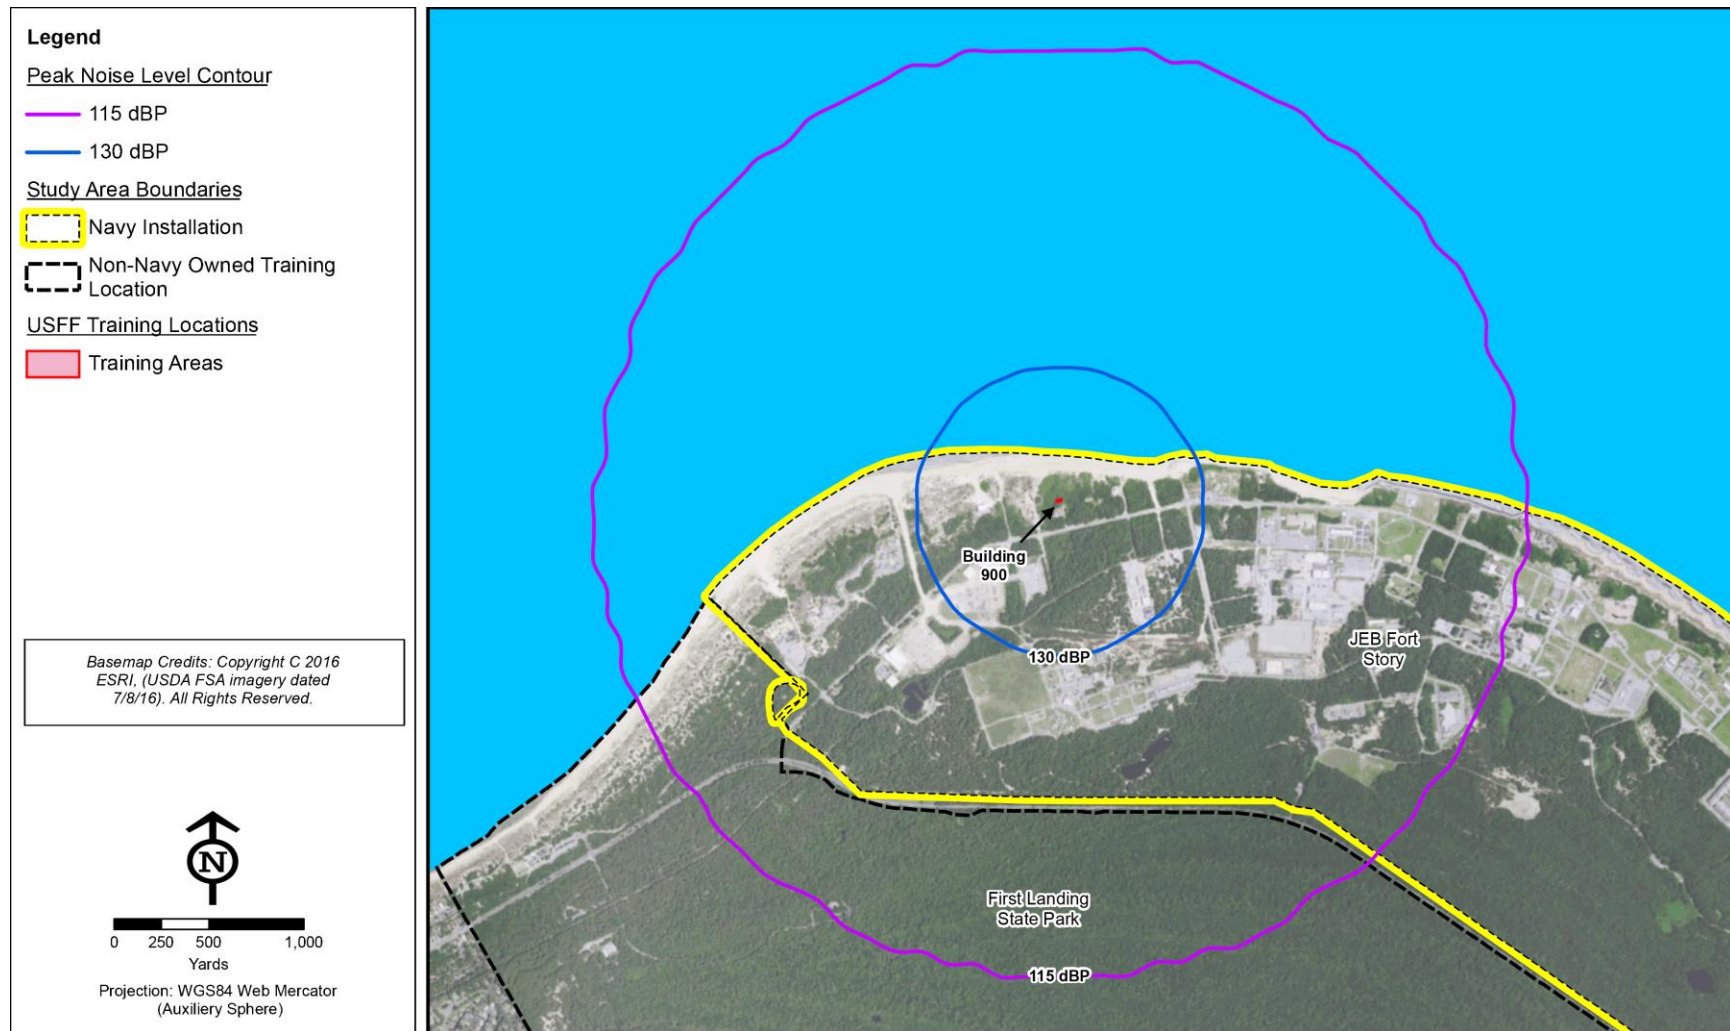 Legend
Peak Noise Level Contour
115 dBP
130 dBP
Study Area Boundaries
Navy Installation
Non-Navy Owned Training
Location
USFF Training Locations
Training Areas
Basemap Credits: Copyright C 2016
ESRI, (USDA FSA imagery dated
7/8/16). All Rights Reserved.
N
0 250 500 1,000
Yards
Projection: WGS84 Web Mercator
(Auxiliery Sphere)
Building
900
130 dBP
JEB Fort
Story
First Landing
State Park
115 dBP